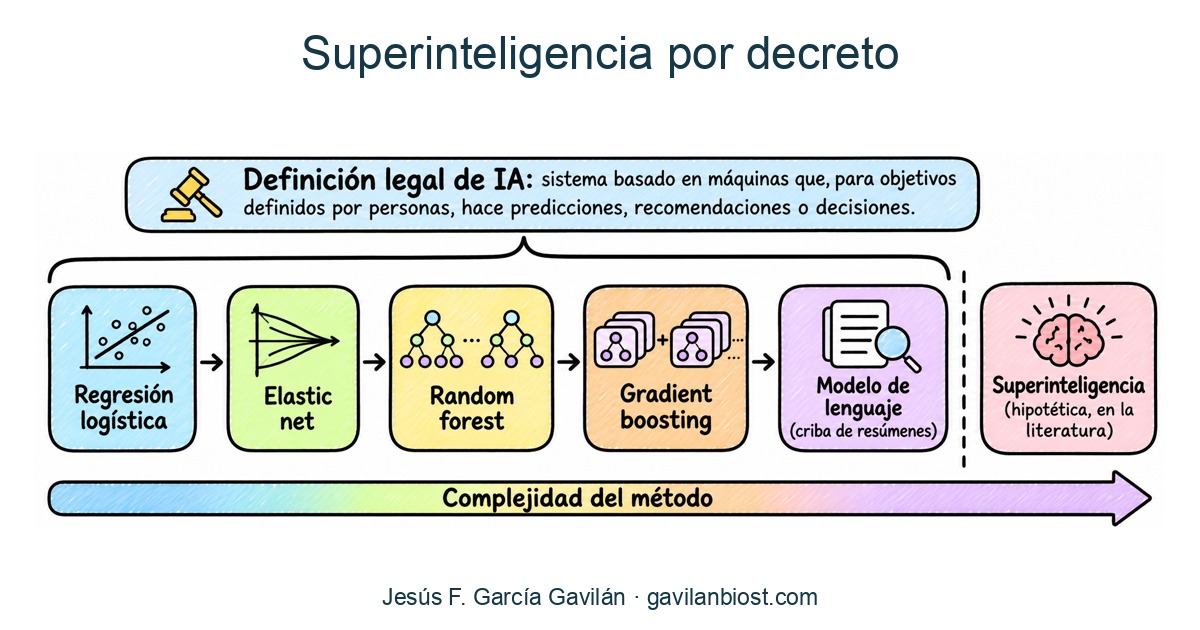 Superinteligencia por decreto
Definición legal de IA: sistema basado en máquinas que, para objetivos
definidos por personas, hace predicciones, recomendaciones o decisiones.
Regresión
logística
Elastic
net
Random
forest
Gradient
boosting
Modelo de
lenguaje
(criba de resúmenes)
Superinteligencia
(hipotética, en la
literatura)
Complejidad del método
Jesús F. García Gavilán · gavilanbiost.com